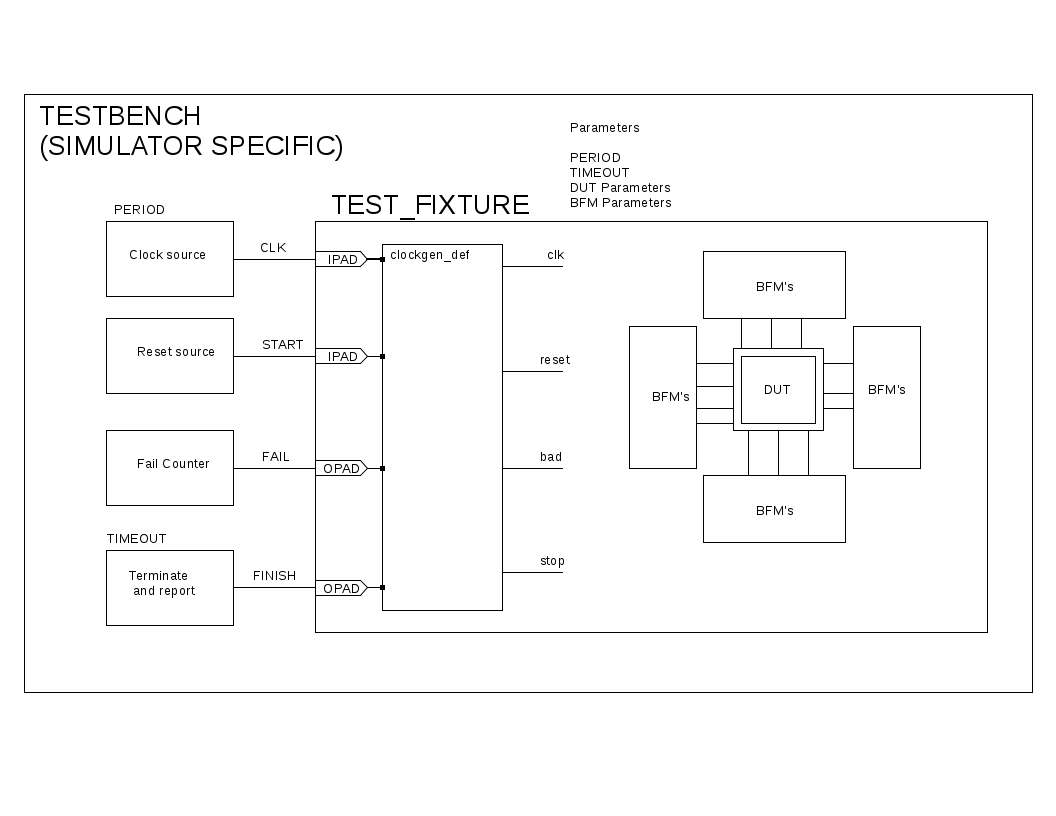 TESTBENCH
(SIMULATOR SPECIFIC)
Parameters
PERIOD
TIMEOUT
DUT Parameters
BFM Parameters
TEST_FIXTURE
PERIOD
Clock source
CLK
IPAD
clockgen_def
clk
Reset source
START
IPAD
reset
Fail Counter
FAIL
OPAD
bad
TIMEOUT
Terminate
and report
FINISH
OPAD
stop
BFM's
BFM's
DUT
BFM's
BFM's